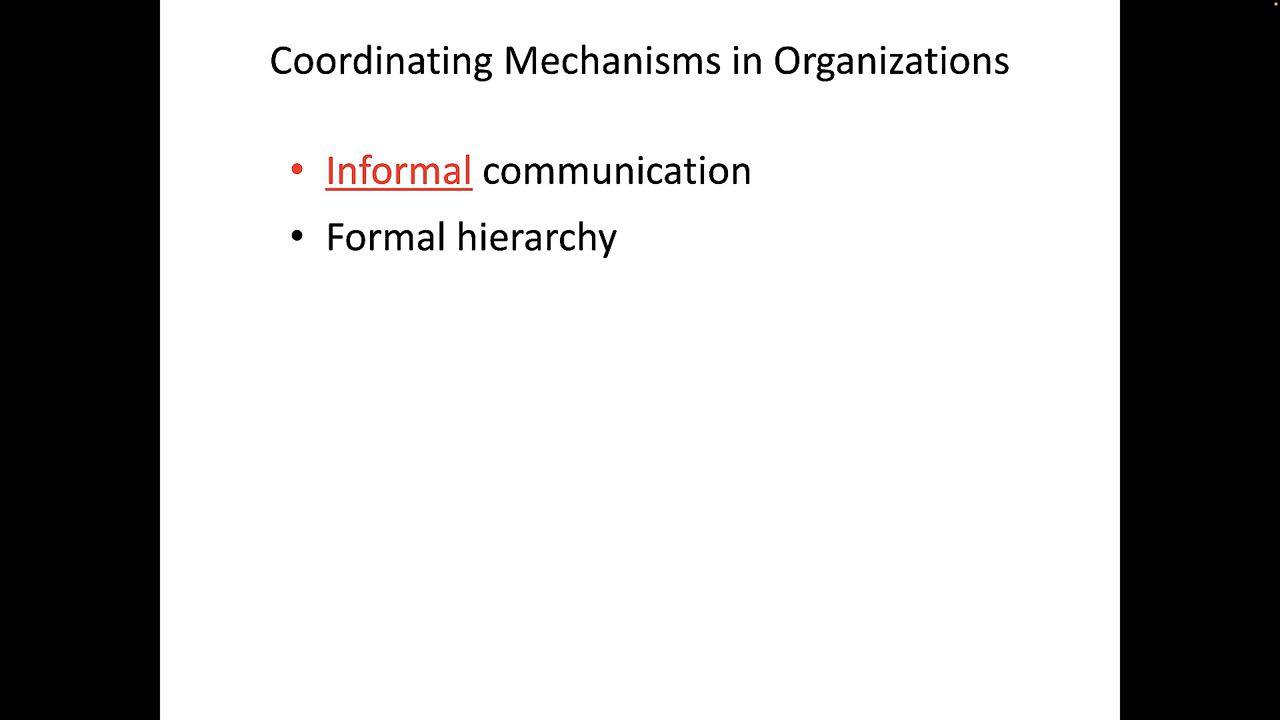 Coordinating Mechanisms in Organizations
• Informal communication
• Formal hierarchy